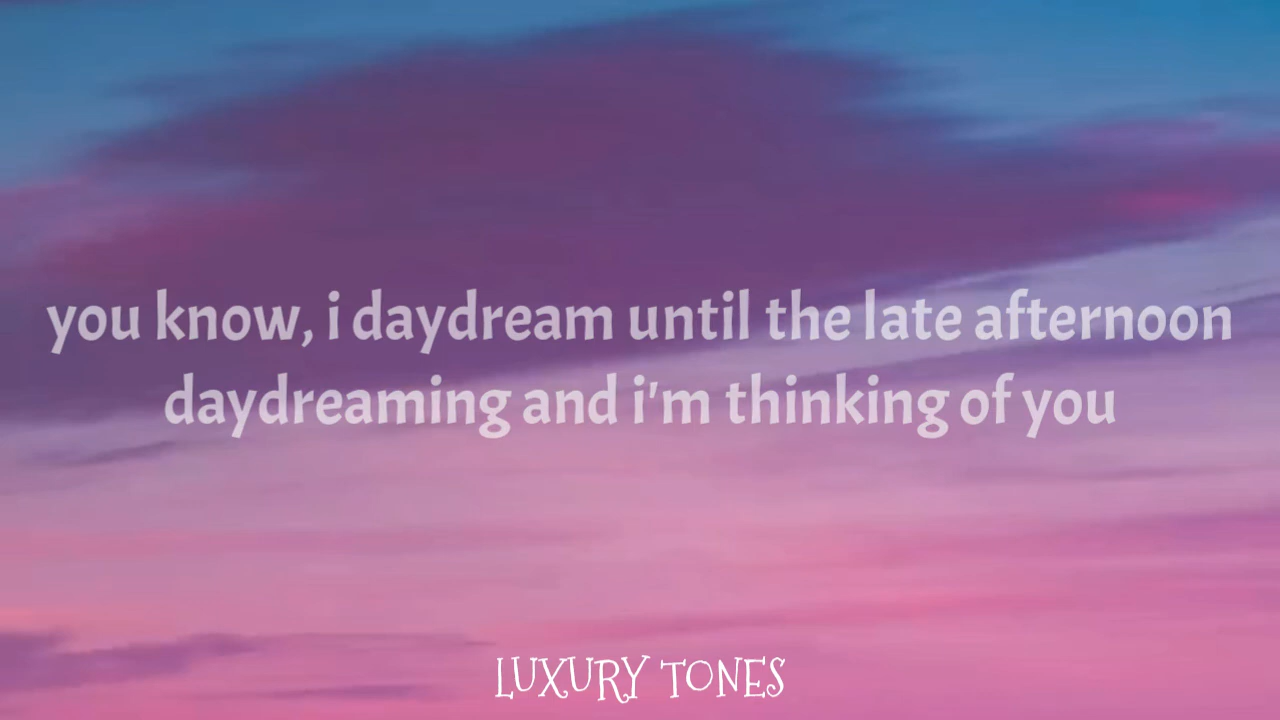 you know, i daydream until the late afternoon
daydreaming and i'm thinking of you
LUXURY TONES